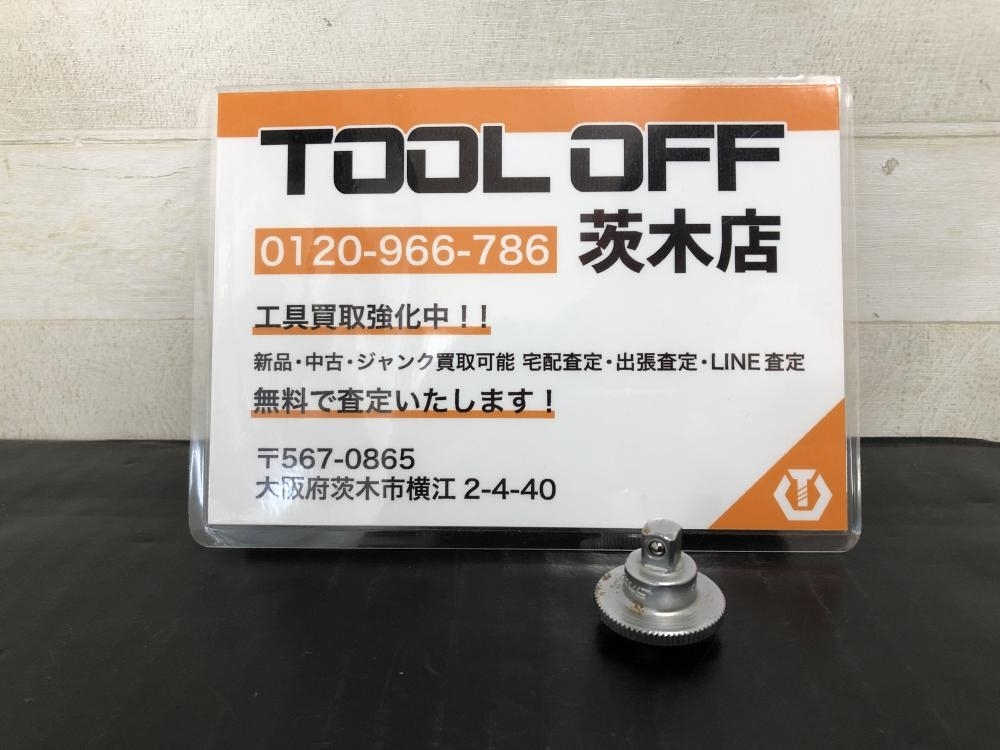 TOOL OFF
0120-966-786 茨木店
工具買取強化中！！
新品・中古・ジャンク買取可能 宅配査定・出張査定・LINE査定
無料で査定いたします！
〒567-0865
大阪府茨木市横江 2-4-40